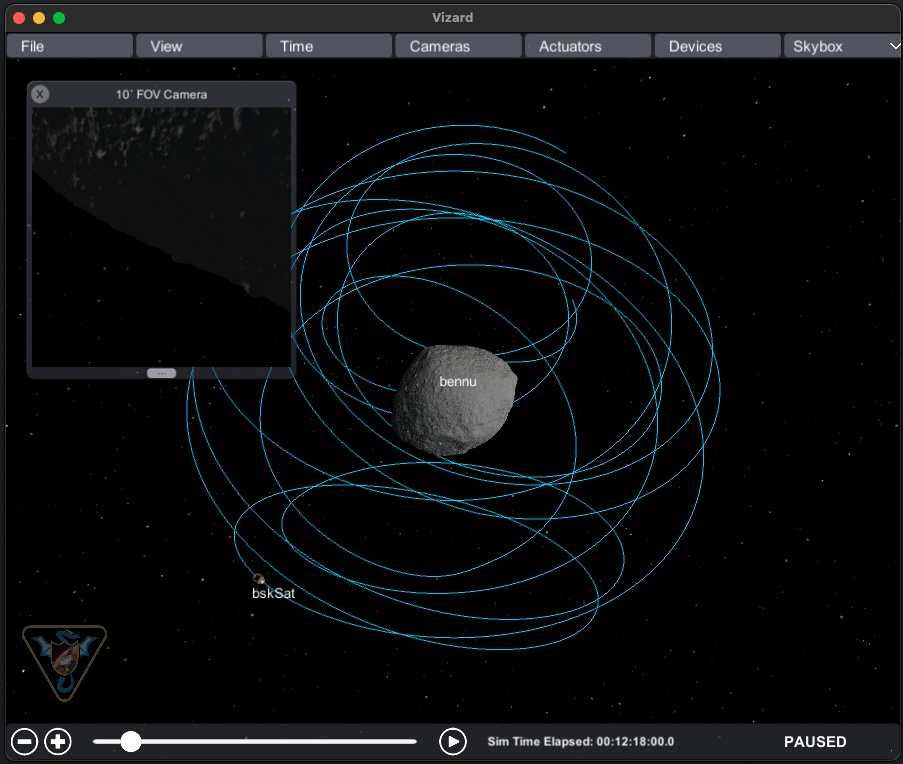 Vizard
File View Time Cameras Actuators Devices Skybox
X 10° FOV Camera
bennu
bskSat
Sim Time Elapsed: 00:12:18:00.0 PAUSED